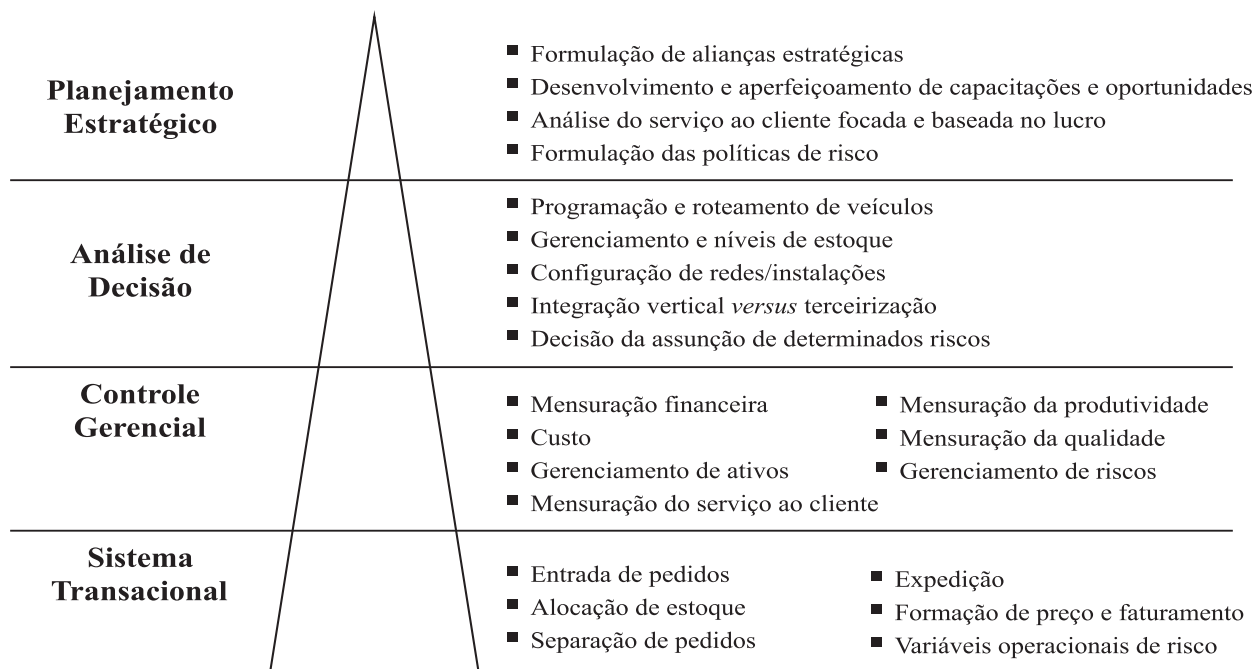 Planejamento
Estratégico
■ Formulação de alianças estratégicas
■ Desenvolvimento e aperfeiçoamento de capacitações e oportunidades
■ Análise do serviço ao cliente focada e baseada no lucro
■ Formulação das políticas de risco
Análise de
Decisão
■ Programação e roteamento de veículos
■ Gerenciamento e níveis de estoque
■ Configuração de redes/instalações
■ Integração vertical versus terceirização
■ Decisão da assunção de determinados riscos
Controle
Gerencial
■ Mensuração financeira
■ Custo
■ Gerenciamento de ativos
■ Mensuração do serviço ao cliente
■ Mensuração da produtividade
■ Mensuração da qualidade
■ Gerenciamento de riscos
Sistema
Transacional
■ Entrada de pedidos
■ Alocação de estoque
■ Separação de pedidos
■ Expedição
■ Formação de preço e faturamento
■ Variáveis operacionais de risco